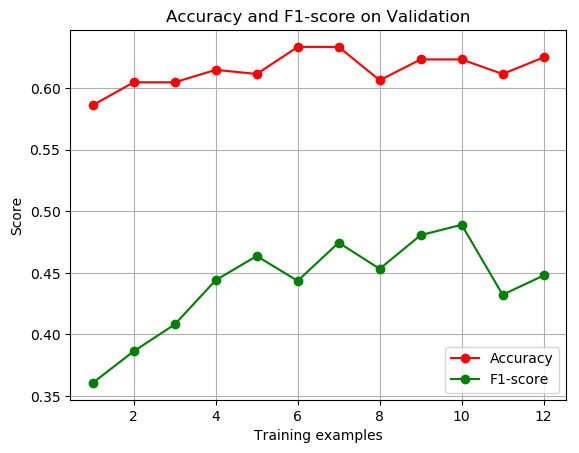 Accuracy and F1-score on Validation
Score
0.60
0.55
0.50
0.45
0.40
0.35
Accuracy
F1-score
2 4 6 8 10 12
Training examples